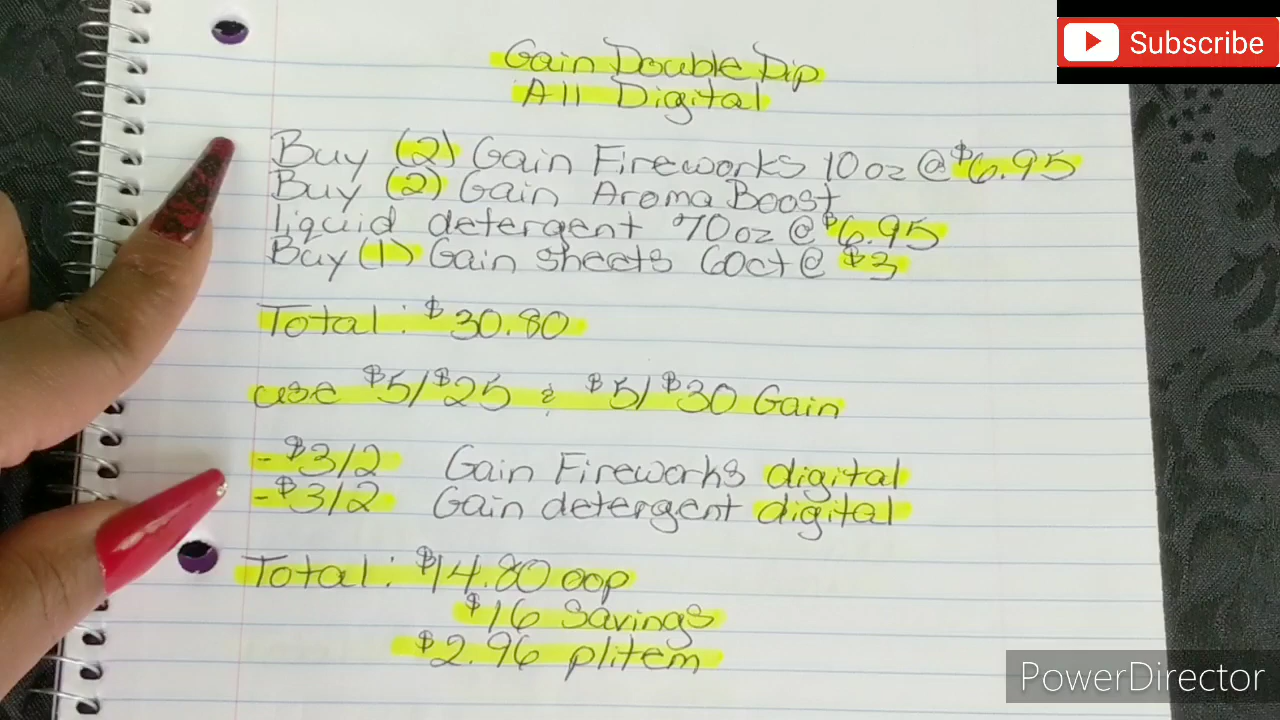 Subscribe
Gain Double Dip
All Digital
Buy (2) Gain Fireworks 10oz @ $6.95
Buy (2) Gain Aroma Boost
liquid detergent 70oz @ $6.95
Buy (1) Gain sheets 60ct @ $3
Total: $30.80
use $5/$25 & $5/$30 Gain
- $3/2 Gain Fireworks digital
- $3/2 Gain detergent digital
Total: $14.80 oop
$16 Savings
$2.96 p/item
PowerDirector